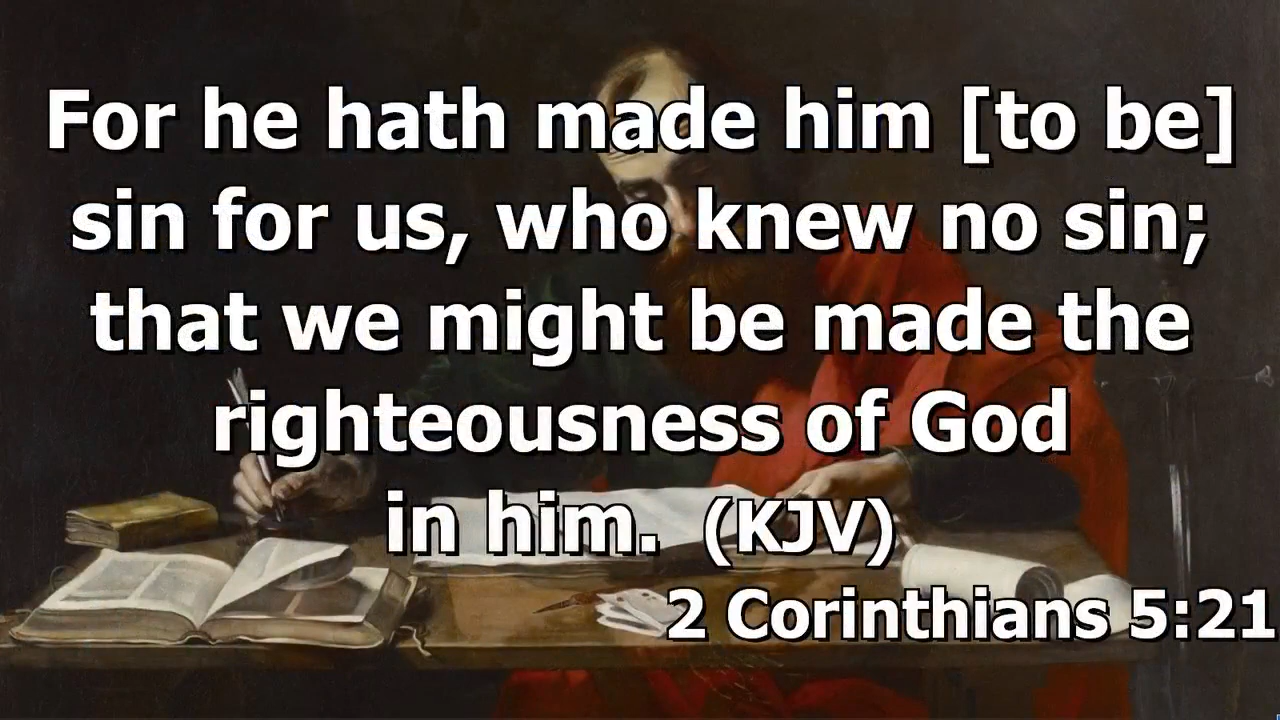 For he hath made him [to be]
sin for us, who knew no sin;
that we might be made the
righteousness of God
in him. (KJV)
2 Corinthians 5:21